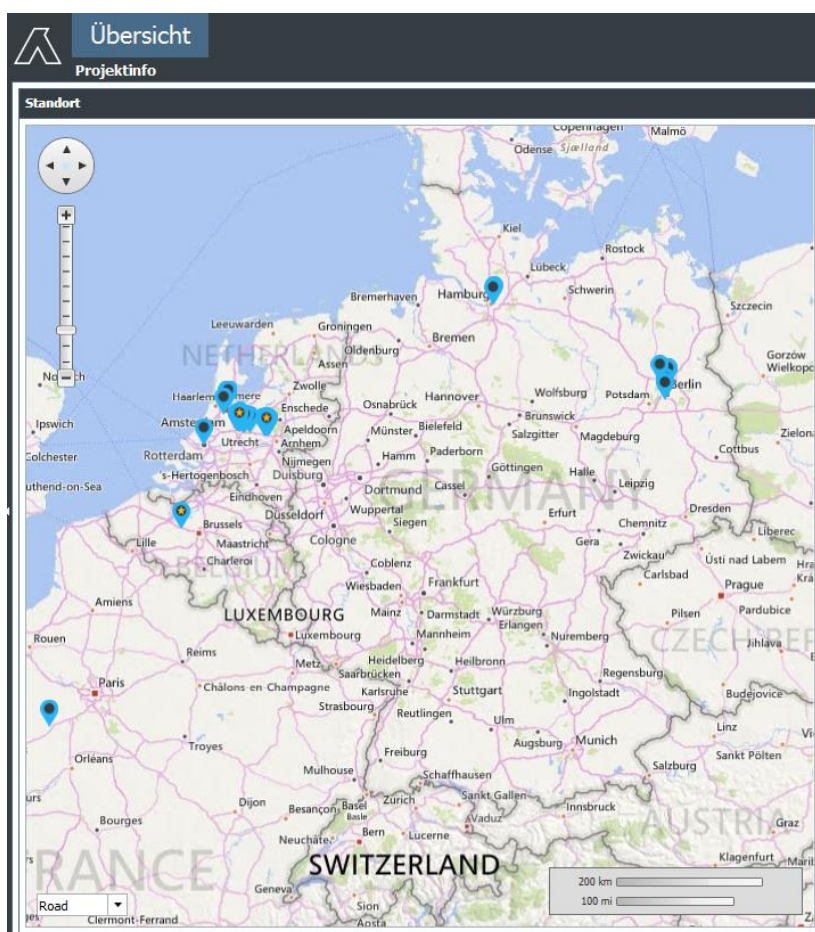 Übersicht
Projektinfo
Standort
Copenhagen
Malmö
Odense
Sjælland
Kiel
Rostock
Lübeck
Bremerhaven
Hamburg
Schwerin
Szczecin
Leeuwarden
Groningen
Bremen
NETHERLANDS
Oldenburg
Assen
Gorzów
Zwolle
Haarlem
Enschede
Osnabrück
Hannover
Wolfsburg
Potsdam
Berlin
Ipswich
Amsterdam
Apeldoorn
Münster
Bielefeld
Brunswick
Utrecht
Arnhem
Salzgitter
Magdeburg
Colchester
Rotterdam
Nijmegen
Hamm
Paderborn
Cottbus
's-Hertogenbosch
Duisburg
Göttingen
Halle
Leipzig
Eindhoven
Dortmund
Cassel
GERMANY
Düsseldorf
Wuppertal
Erfurt
Dresden
Brussels
Siegen
Chemnitz
Lille
Maastricht
Cologne
Gera
Liberec
Charleroi
Zwickau
BELGIUM
Coblenz
Carlsbad
Ústí nad Labem
Wiesbaden
Frankfurt
Prague
Amiens
LUXEMBOURG
Mainz
Darmstadt
Würzburg
Pilsen
Pardubice
Rouen
Luxembourg
Mannheim
Erlangen
Nuremberg
Jihlava
Reims
Metz
Heidelberg
Heilbronn
Saarbrücken
Regensburg
Paris
Châlons-en-Champagne
Karlsruhe
Stuttgart
Ingolstadt
Budejovice
Strasbourg
Reutlingen
Ulm
Linz
Orléans
Troyes
Augsburg
Munich
Sankt Pölten
Freiburg
Salzburg
Mulhouse
Schaffhausen
Dijon
Besançon
Basel
Basle
Zürich
Sankt Gallen
Innsbruck
Bourges
Vaduz
AUSTRIA
Graz
Neuchâtel
Bern
Lucerne
FRANCE
SWITZERLAND
Klagenfurt
Geneva
200 km
100 mi
Road
Sion
Clermont-Ferrand
Aosta